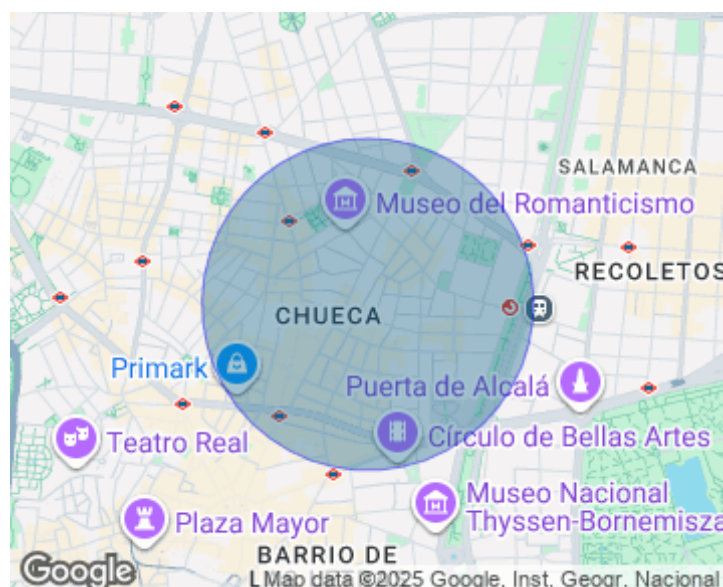 SALAMANCA
Museo del Romanticismo
RECOLETOS
CHUECA
Primark
Puerta de Alcalá
Teatro Real
Círculo de Bellas Artes
Museo Nacional
Thyssen-Bornemisza
Plaza Mayor
BARRIO DE
L
Google
Map data ©2025 Google, Inst. Geogr. Nacional